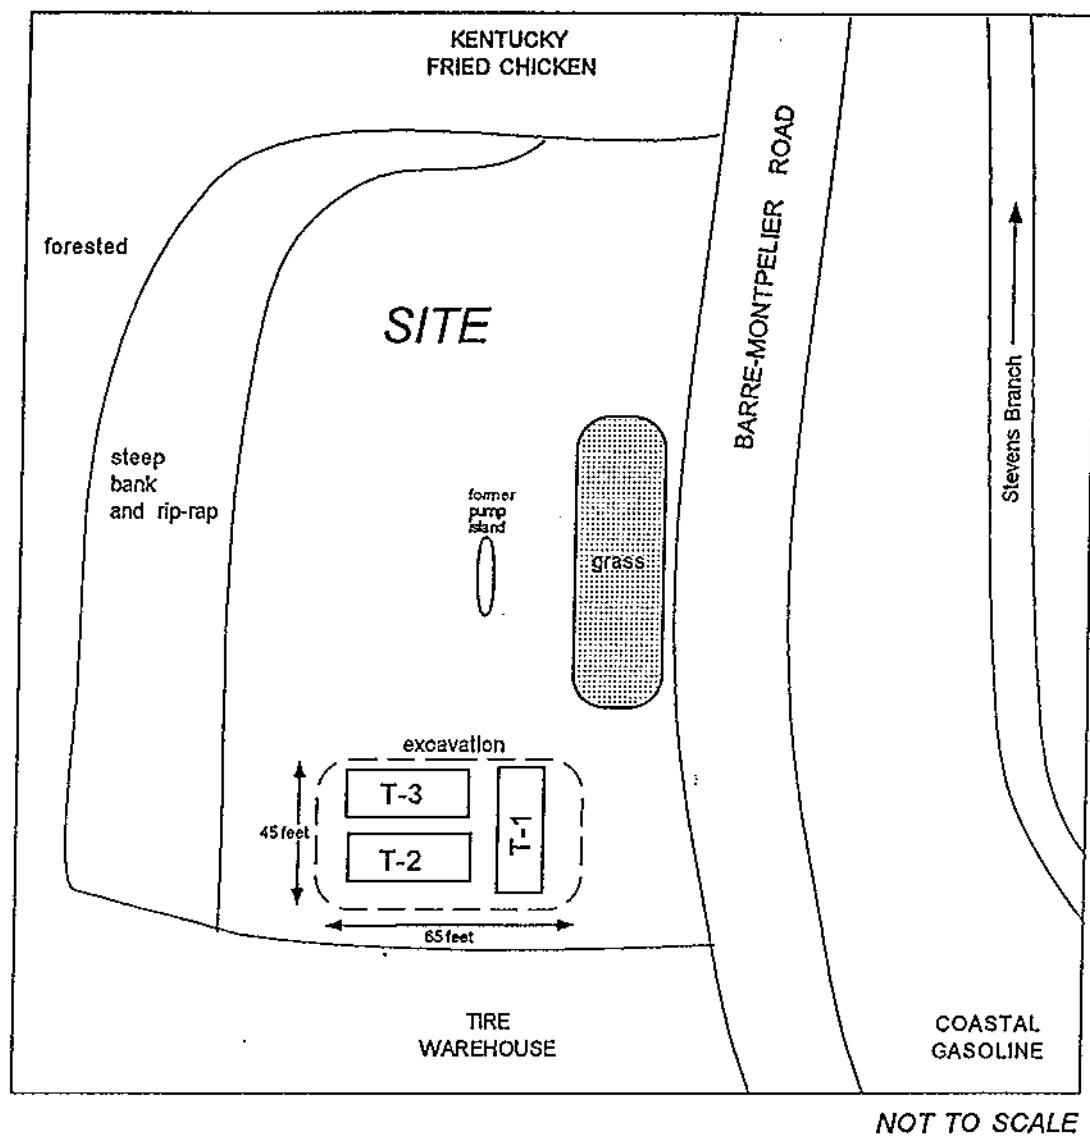 KENTUCKY
FRIED CHICKEN
BARRE-MONTPELIER ROAD
forested
SITE
Stevens Branch
steep
bank
and rip-rap
former
pump
island
grass
excavation
T-3
T-1
45 feet
T-2
65 feet
TIRE
WAREHOUSE
COASTAL
GASOLINE
NOT TO SCALE